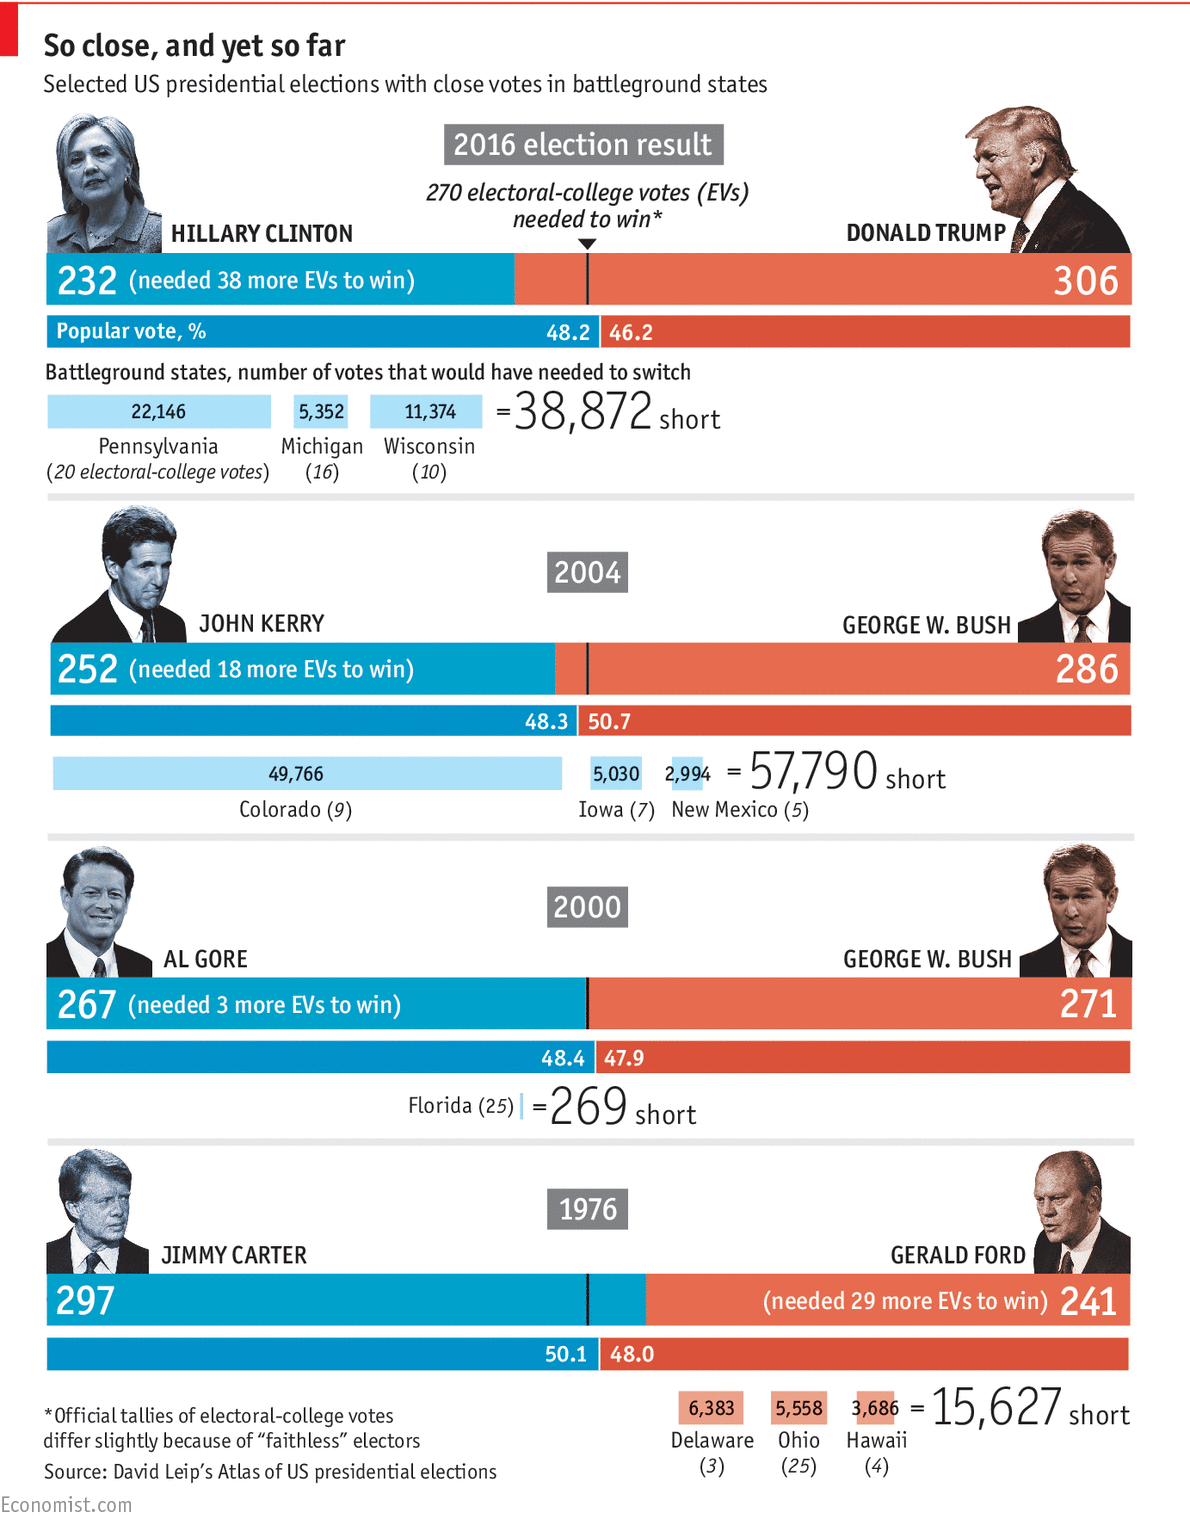 So close, and yet so far
Selected US presidential elections with close votes in battleground states
2016 election result
270 electoral-college votes (EVs)
needed to win*
HILLARY CLINTON
DONALD TRUMP
232 (needed 38 more EVs to win)
306
Popular vote, %
48.2
46.2
Battleground states, number of votes that would have needed to switch
22,146
5,352
11,374
=38,872 short
Pennsylvania
Michigan
Wisconsin
(20 electoral-college votes)
(16)
(10)
2004
JOHN KERRY
GEORGE W. BUSH
252 (needed 18 more EVs to win)
286
48.3
50.7
49,766
5,030
2,994
= 57,790 short
Colorado (9)
Iowa (7)
New Mexico (5)
2000
AL GORE
GEORGE W. BUSH
267 (needed 3 more EVs to win)
271
48.4
47.9
Florida (25)
=269 short
1976
JIMMY CARTER
GERALD FORD
297
(needed 29 more EVs to win) 241
50.1
48.0
6,383
5,558
3,686
= 15,627 short
Delaware
Ohio
Hawaii
(3)
(25)
(4)
*Official tallies of electoral-college votes
differ slightly because of “faithless” electors
Source: David Leip’s Atlas of US presidential elections
Economist.com